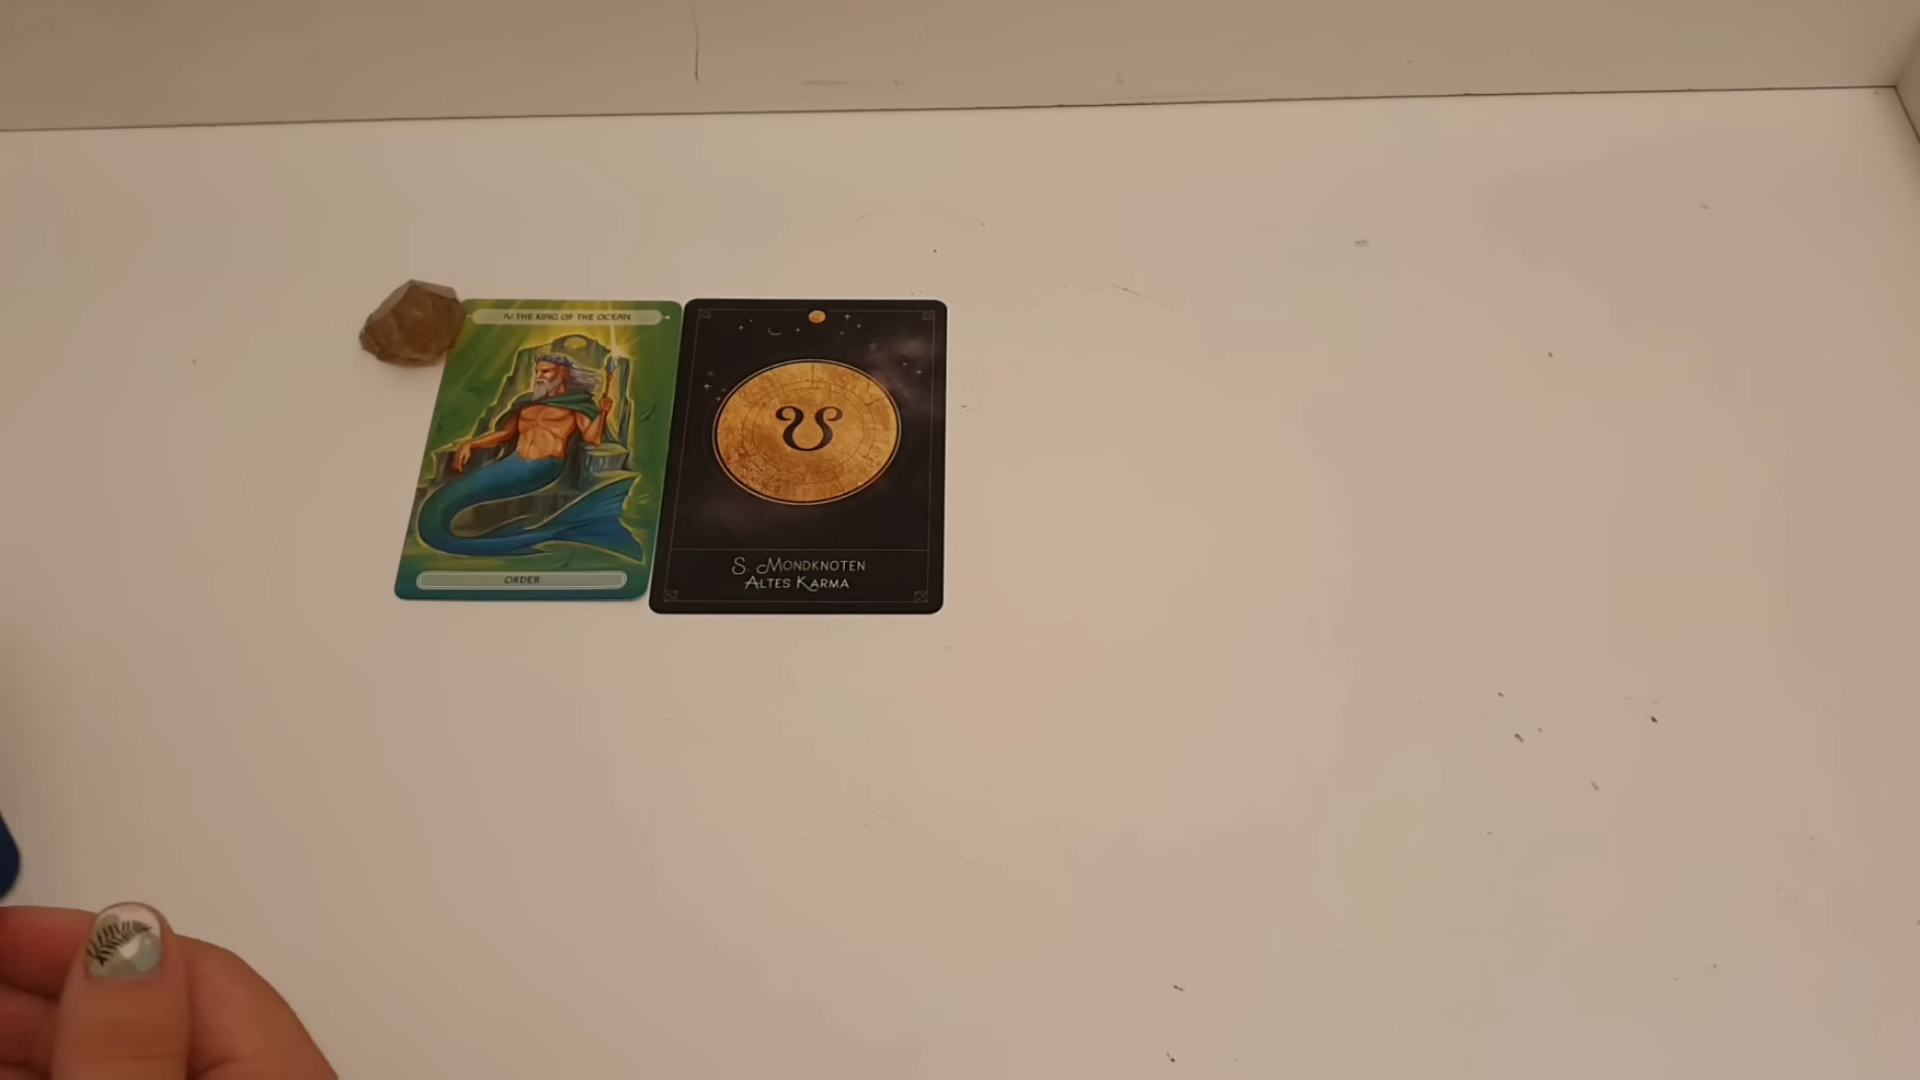 IV THE KING OF THE OCEAN
ORDER
S. MONDKNOTEN
ALTES KARMA